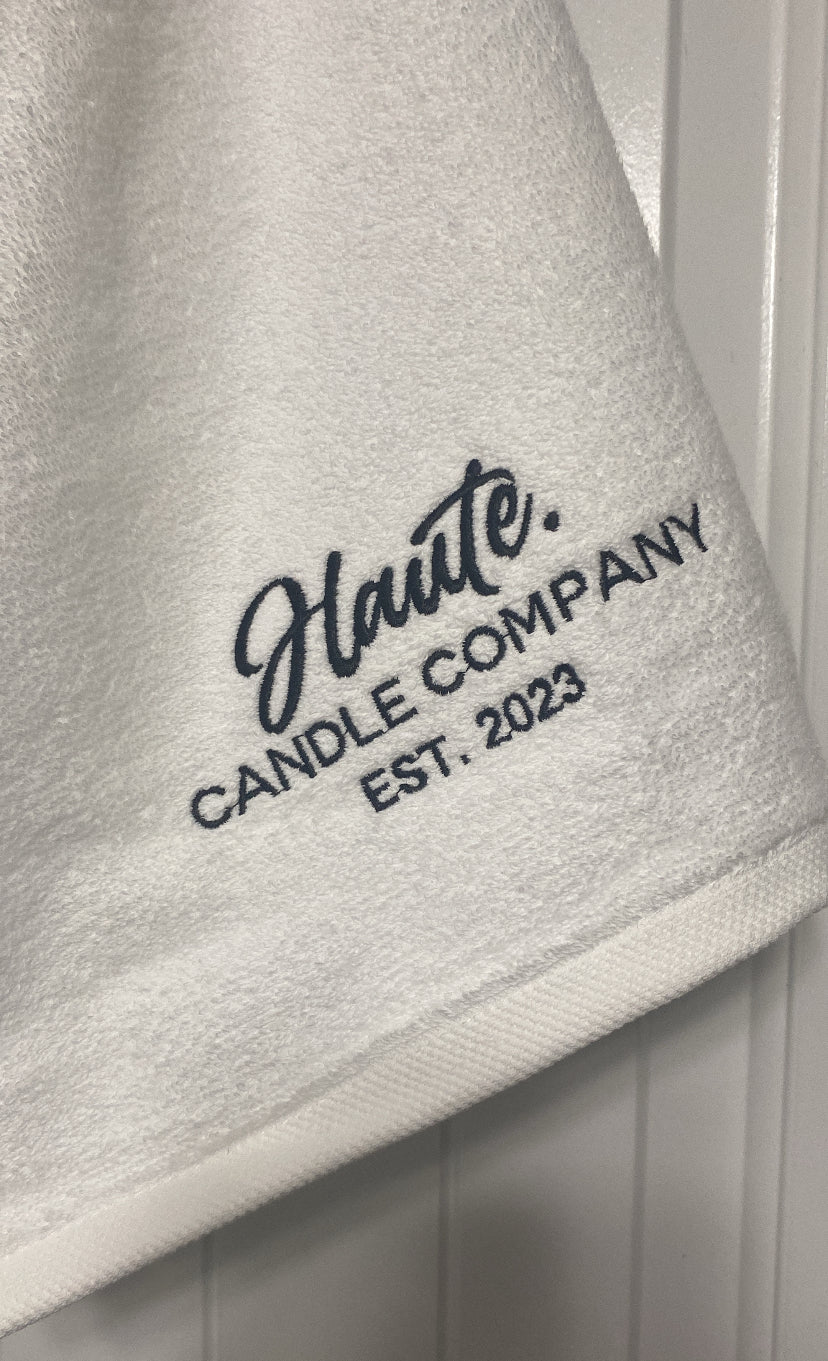 Haute.
CANDLE COMPANY
EST. 2023